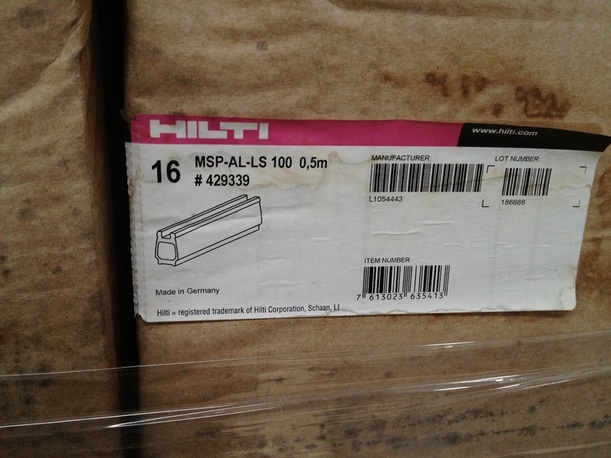 HILTI
www.hilti.com
16 MSP-AL-LS 100 0,5m
# 429339
MANUFACTURER:
L1054443
LOT NUMBER:
186888
ITEM NUMBER
7 613023 635413
Made in Germany
Hilti = registered trademark of Hilti Corporation, Schaan, LI